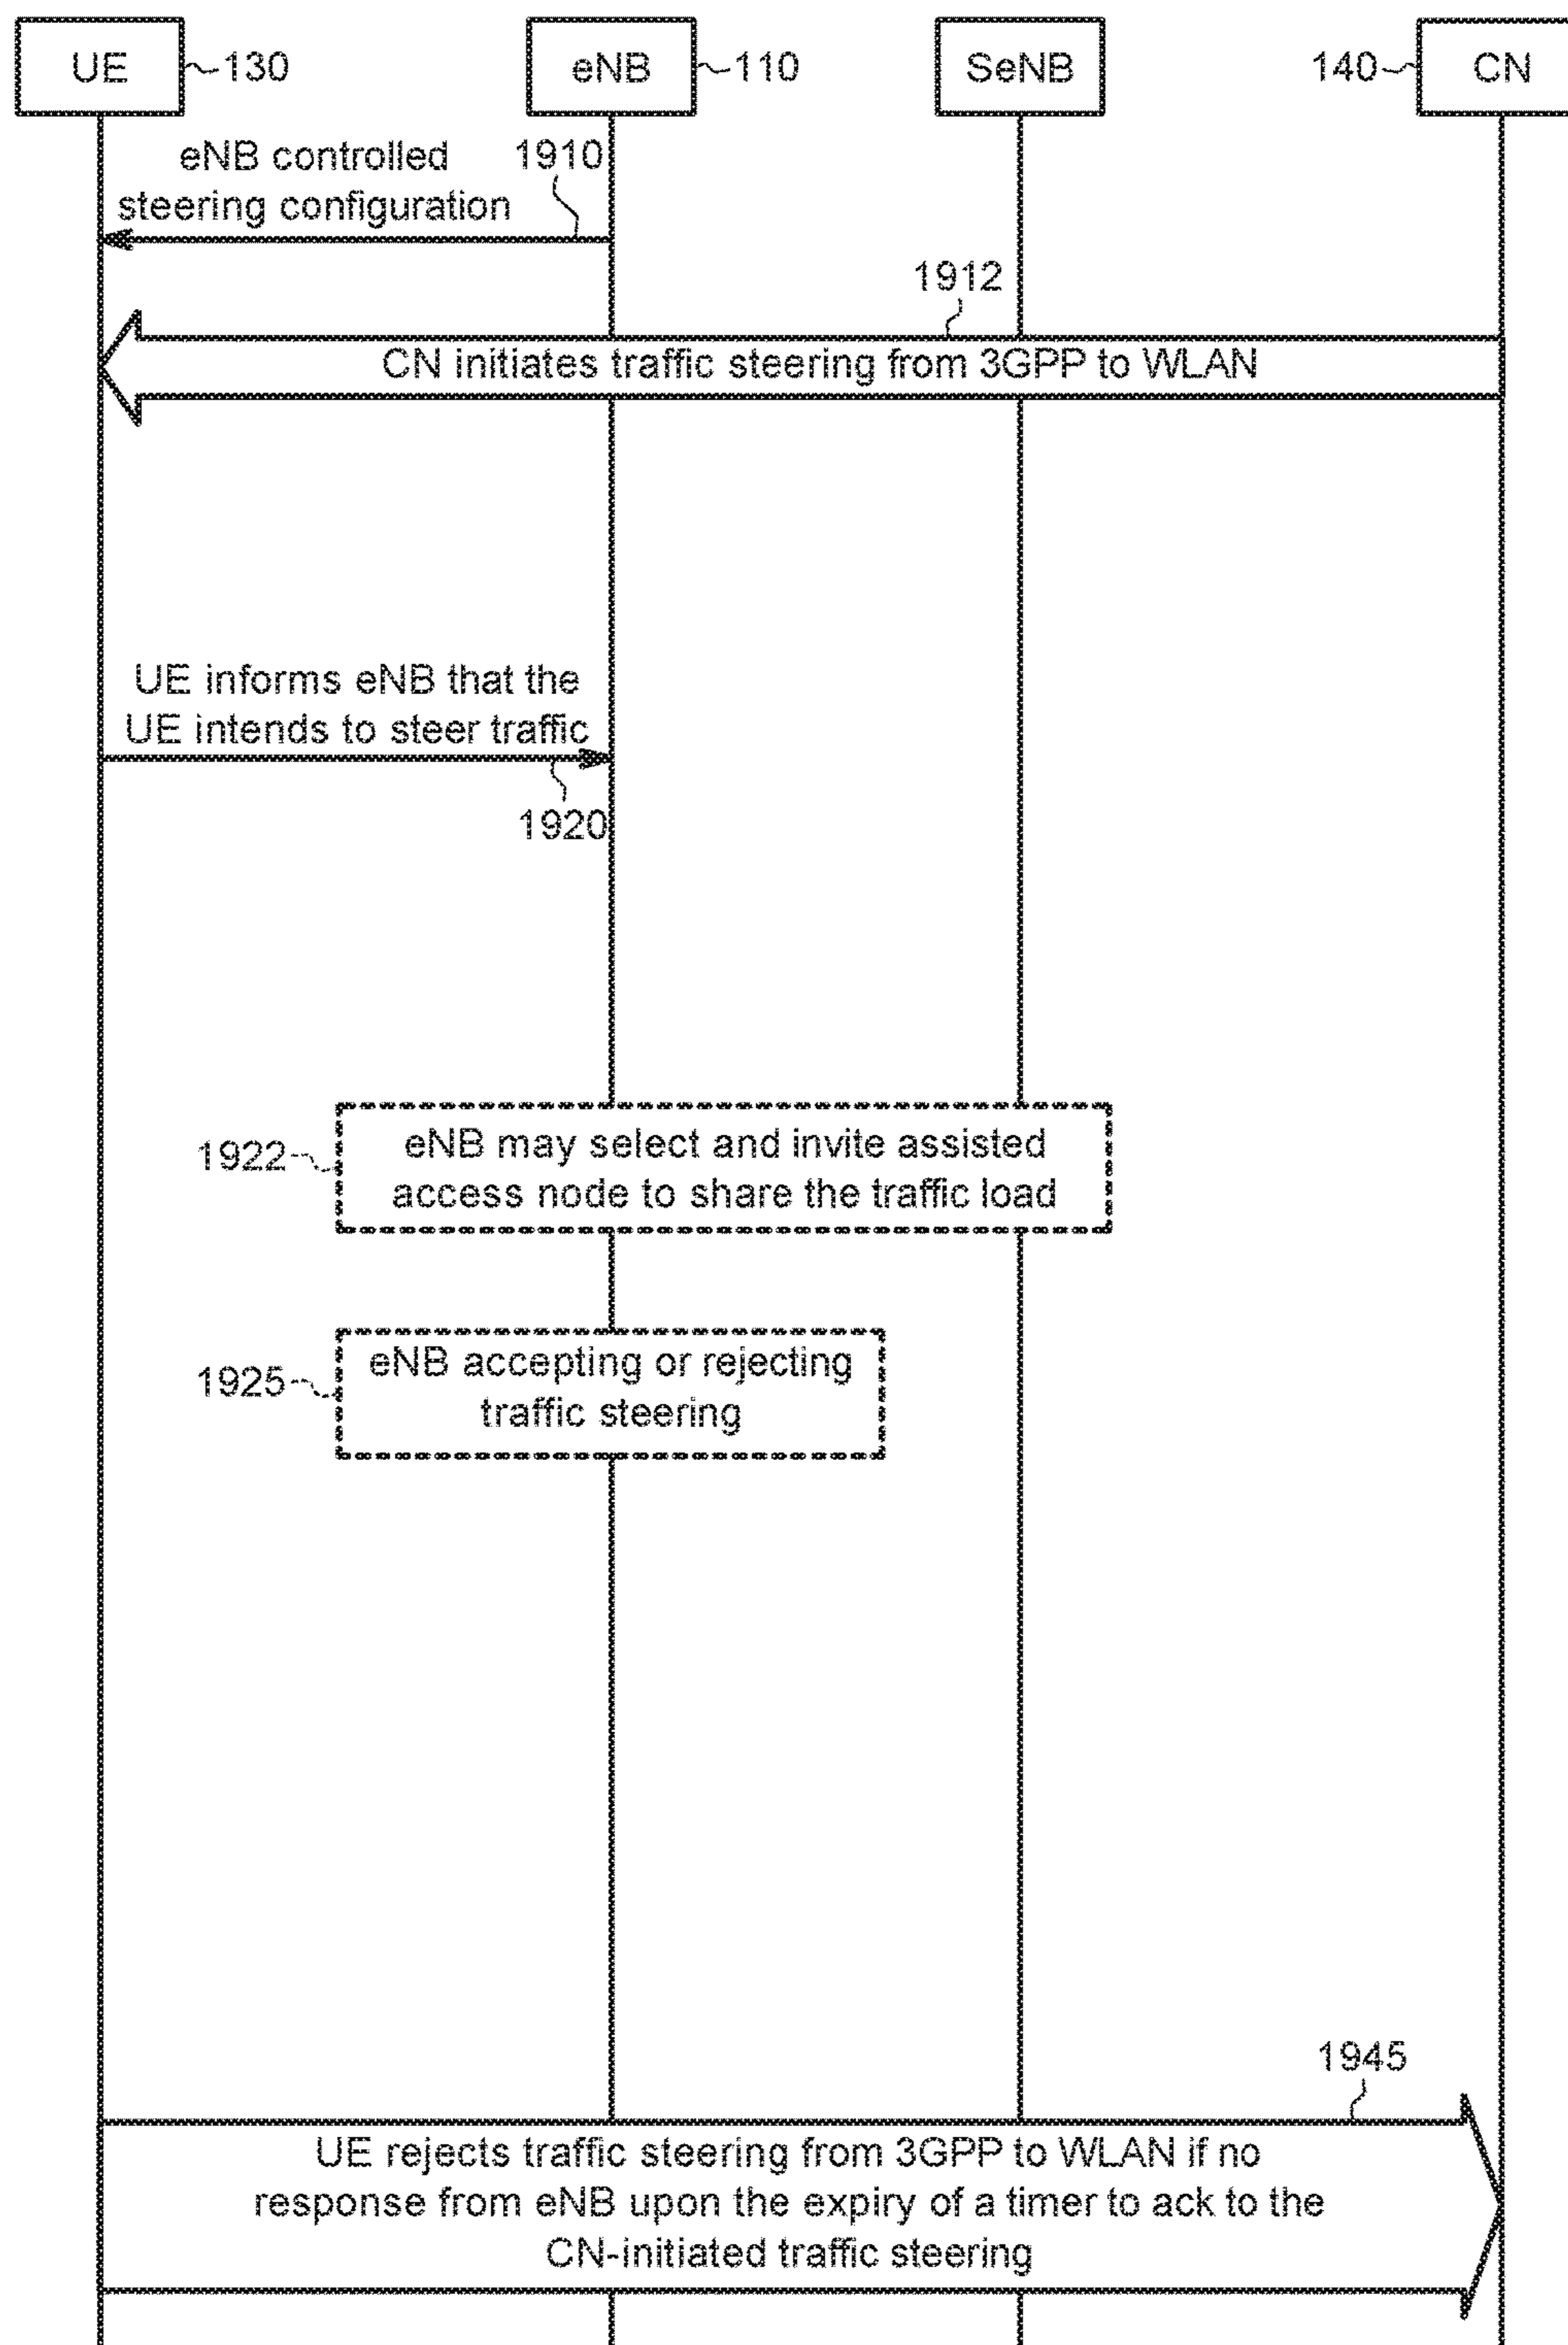 UE
130
eNB
110
SeNB
140
CN
eNB controlled
steering configuration
1910
1912
CN initiates traffic steering from 3GPP to WLAN
UE informs eNB that the
UE intends to steer traffic
1920
1922
eNB may select and invite assisted
access node to share the traffic load
1925
eNB accepting or rejecting
traffic steering
1945
UE rejects traffic steering from 3GPP to WLAN if no
response from eNB upon the expiry of a timer to ack to the
CN-initiated traffic steering